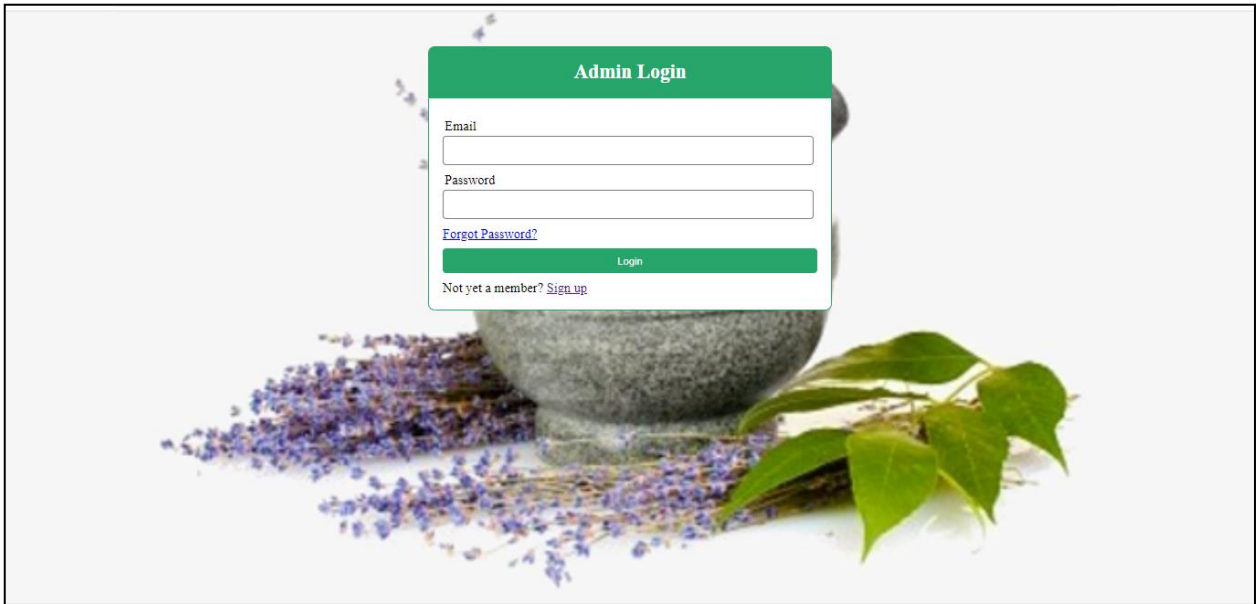 Admin Login
Email
Password
Forgot Password?
Login
Not yet a member? Sign up